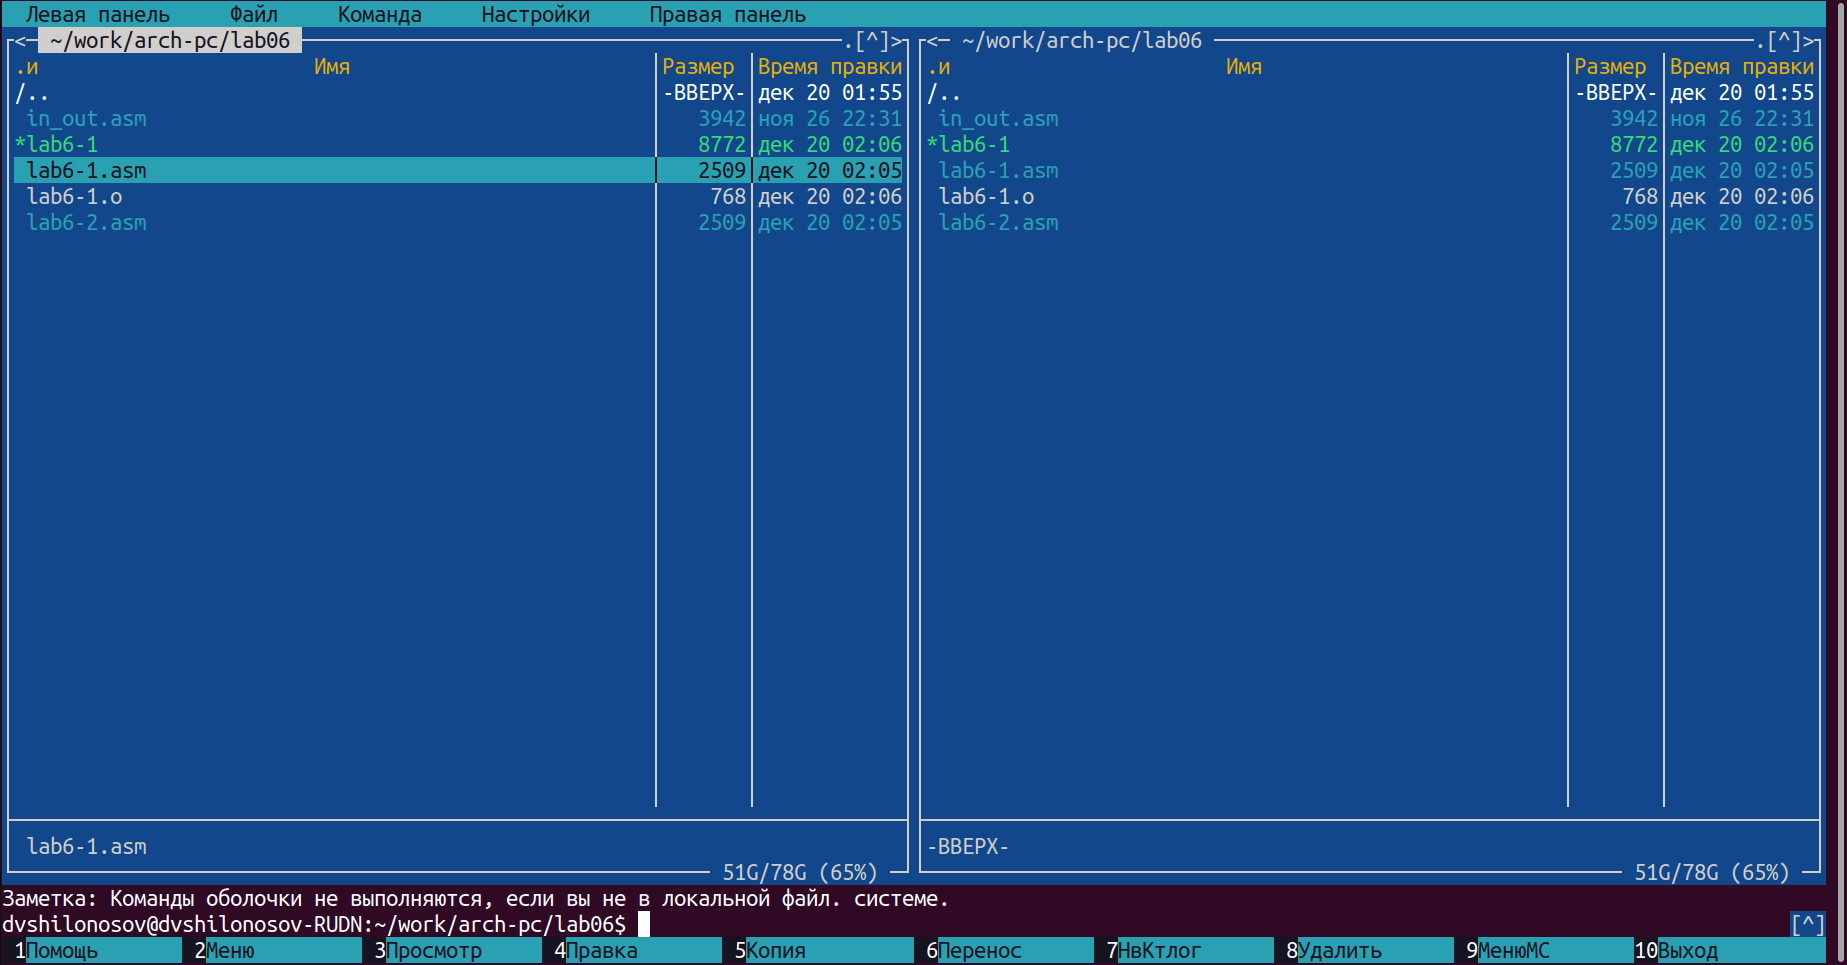 Левая панель     Файл     Команда     Настройки     Правая панель
<─ ~/work/arch-pc/lab06 ─.[^]>
.и Имя Размер Время правки
/.. -ВВЕРХ- дек 20 01:55
in_out.asm 3942 ноя 26 22:31
*lab6-1 8772 дек 20 02:06
lab6-1.asm 2509 дек 20 02:05
lab6-1.o 768 дек 20 02:06
lab6-2.asm 2509 дек 20 02:05
lab6-1.asm
51G/78G (65%)
<─ ~/work/arch-pc/lab06 ─.[^]>
.и Имя Размер Время правки
/.. -ВВЕРХ- дек 20 01:55
in_out.asm 3942 ноя 26 22:31
*lab6-1 8772 дек 20 02:06
lab6-1.asm 2509 дек 20 02:05
lab6-1.o 768 дек 20 02:06
lab6-2.asm 2509 дек 20 02:05
-ВВЕРХ-
51G/78G (65%)
Заметка: Команды оболочки не выполняются, если вы не в локальной файл. системе.
dvshilonosov@dvshilonosov-RUDN:~/work/arch-pc/lab06$ [^]
1Помощь 2Меню 3Просмотр 4Правка 5Копия 6Перенос 7НвКтлог 8Удалить 9МенюМС 10Выход